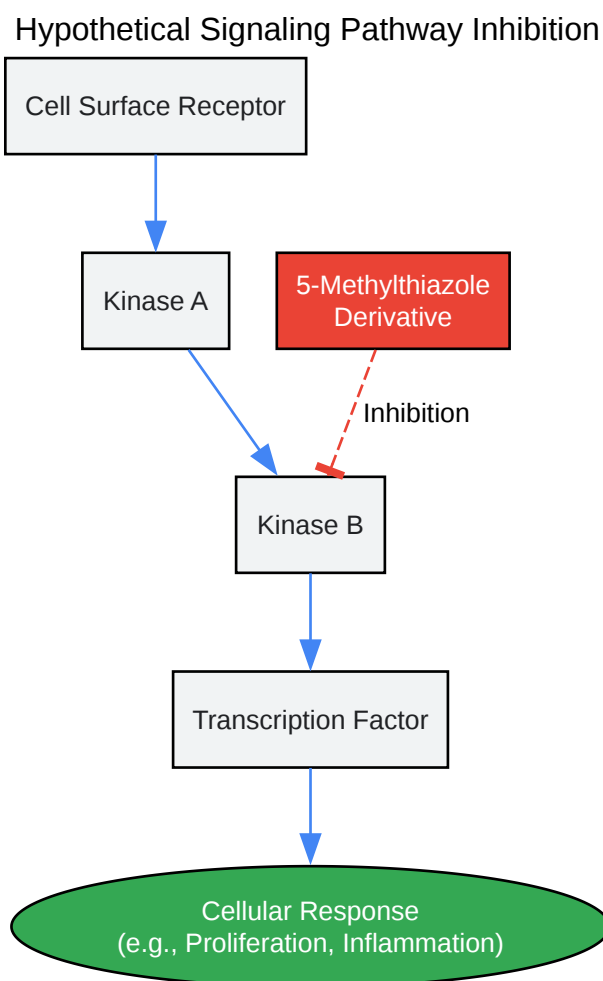 Hypothetical Signaling Pathway Inhibition
Cell Surface Receptor
Kinase A
5-Methylthiazole
Derivative
Inhibition
Kinase B
Transcription Factor
Cellular Response
(e.g., Proliferation, Inflammation)